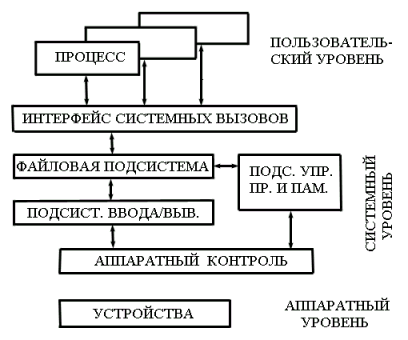 ПОЛЬЗОВАТЕЛЬ-
СКИЙ УРОВЕНЬ
ПРОЦЕСС
ИНТЕРФЕЙС СИСТЕМНЫХ ВЫЗОВОВ
ФАЙЛОВАЯ ПОДСИСТЕМА
ПОДС. УПР.
ПР. И ПАМ.
ПОДСИСТ. ВВОДА/ВЫВ.
СИСТЕМНЫЙ
УРОВЕНЬ
АППАРАТНЫЙ КОНТРОЛЬ
УСТРОЙСТВА
АППАРАТНЫЙ
УРОВЕНЬ